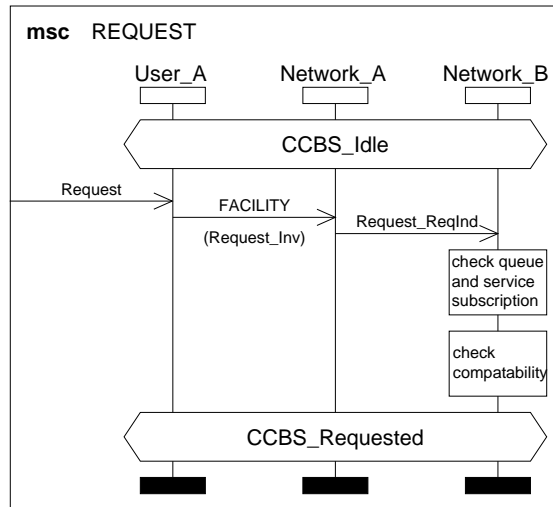 msc REQUEST
User_A Network_A Network_B
CCBS_Idle
Request
FACILITY
(Request_Inv)
Request_ReqInd
check queue
and service
subscription
check
compatability
CCBS_Requested